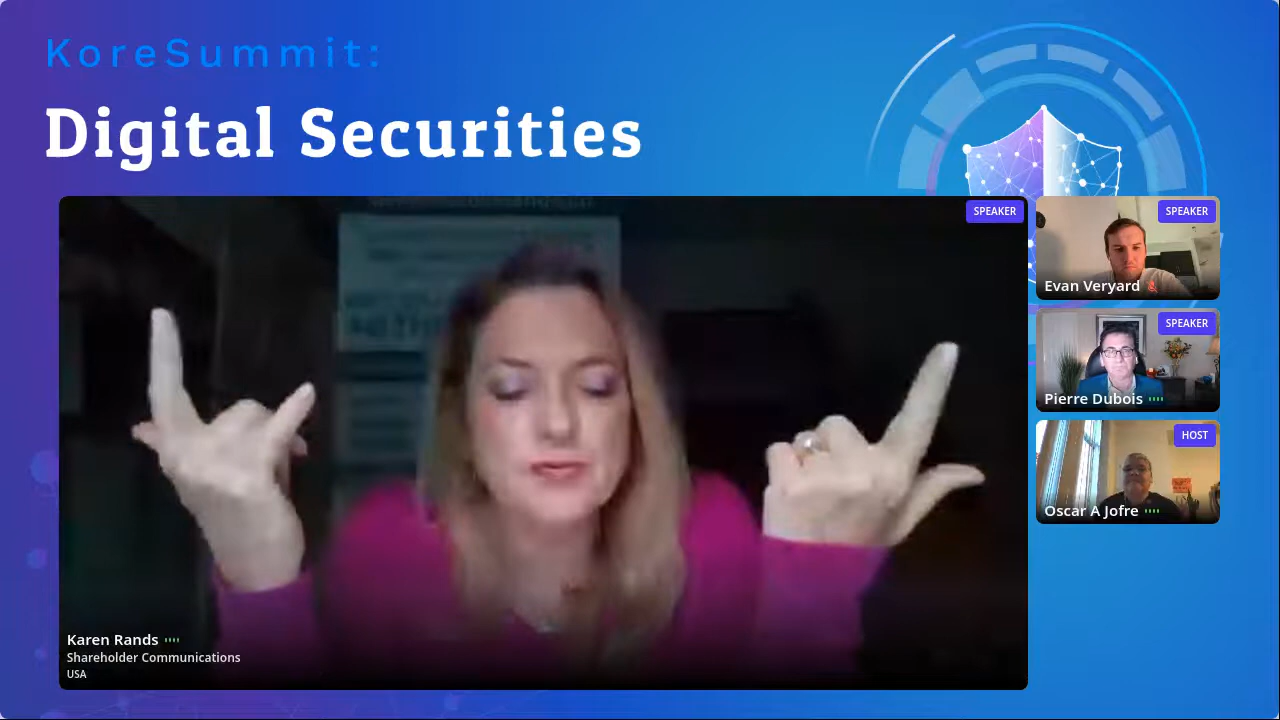 KoreSummit:
Digital Securities
SPEAKER
Karen Rands
Shareholder Communications
USA
SPEAKER
Evan Veryard
SPEAKER
Pierre Dubois
HOST
Oscar A Jofre